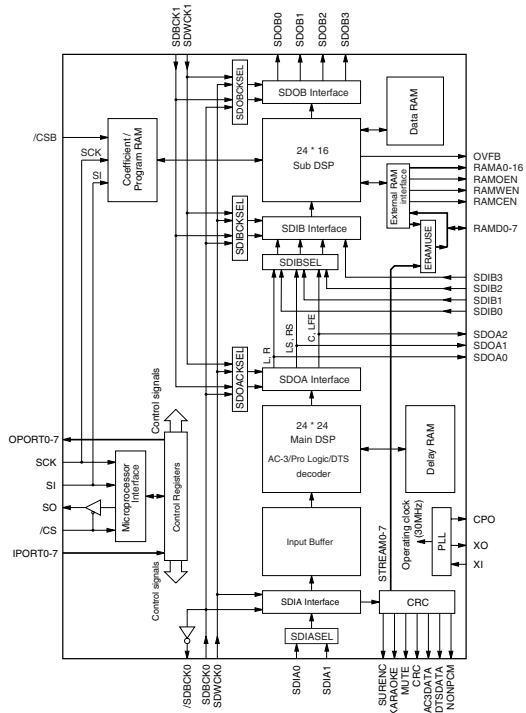 SDBCK1
SDWCK1
SDOB0
SDOB1
SDOB2
SDOB3
SDOBCKSEL
SDOB Interface
Data RAM
/CSB
SCK
SI
Coefficient /
Program RAM
24 * 16
Sub DSP
External RAM
interface
OVFB
RAMA0-16
RAMOEN
RAMWEN
RAMCEN
RAMD0-7
ERAMUSE
SDIBCKSEL
SDIB Interface
SDIBSEL
SDIB3
SDIB2
SDIB1
SDIB0
L, R
LS, RS
C, LFE
SDOA2
SDOA1
SDOA0
SDOACKSEL
SDOA Interface
Control signals
OPORT0-7
SCK
SI
SO
/CS
IPORT0-7
Microprocessor
Interface
Control Registers
Control signals
24 * 24
Main DSP
AC-3/Pro Logic/DTS
decoder
Delay RAM
Input Buffer
STREAM0-7
Operating clock
(30MHz)
PLL
CPO
XO
XI
SDIA Interface
CRC
SDIASEL
/SDBCK0
SDBCK0
SDWCK0
SDIA0
SDIA1
SURENC
KARAOKE
MUTE
CRC
AC3DATA
DTSDATA
NONPCM